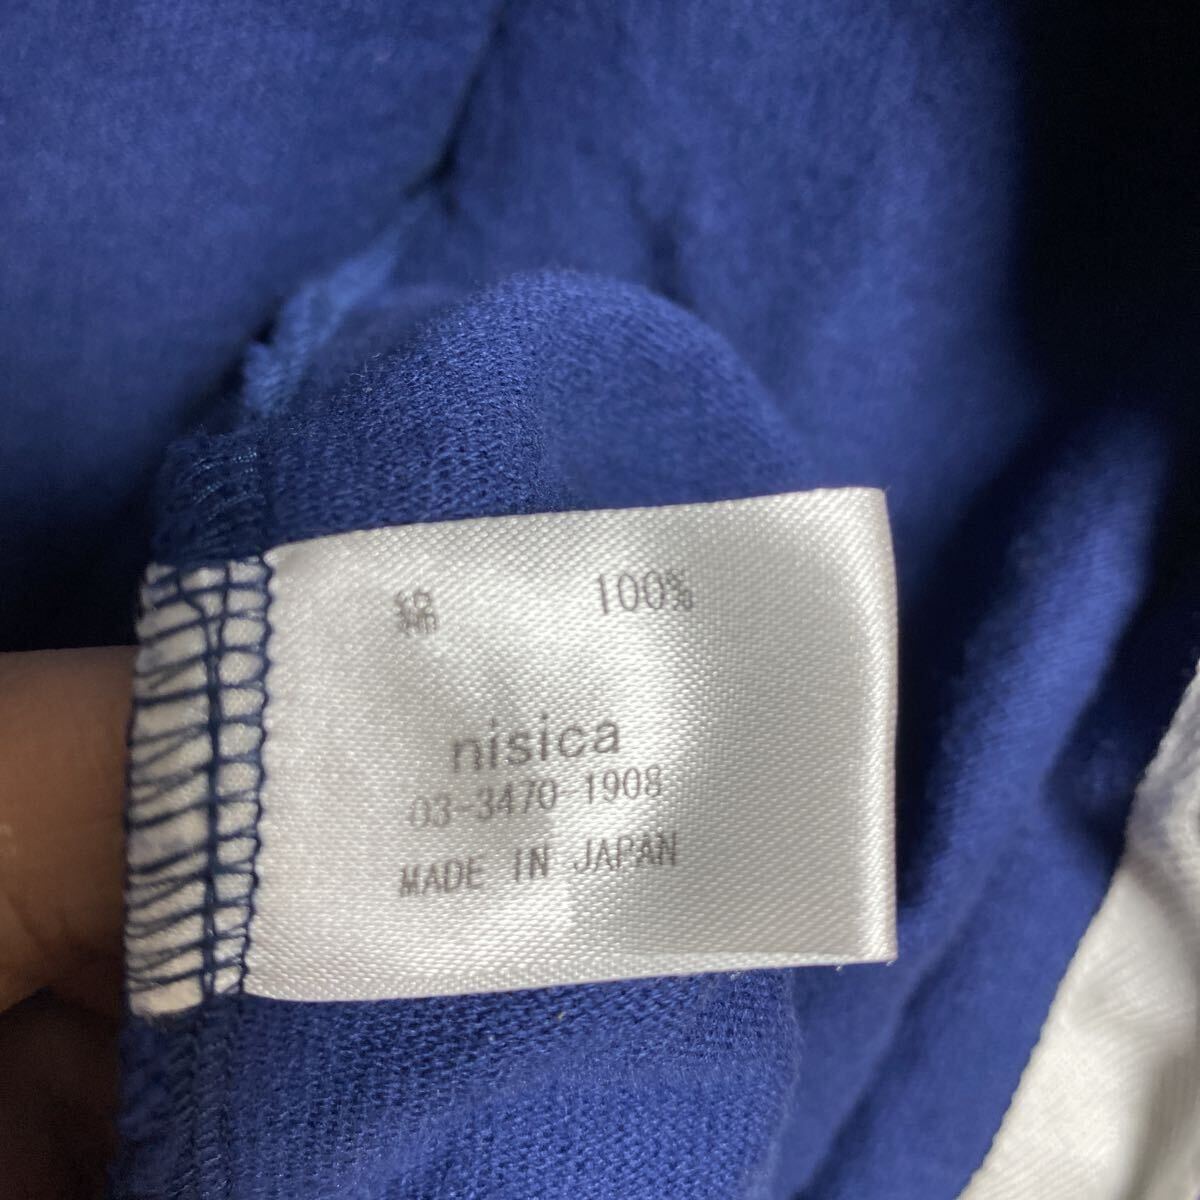 綿 100%
nisica
03-3470-1908
MADE IN JAPAN